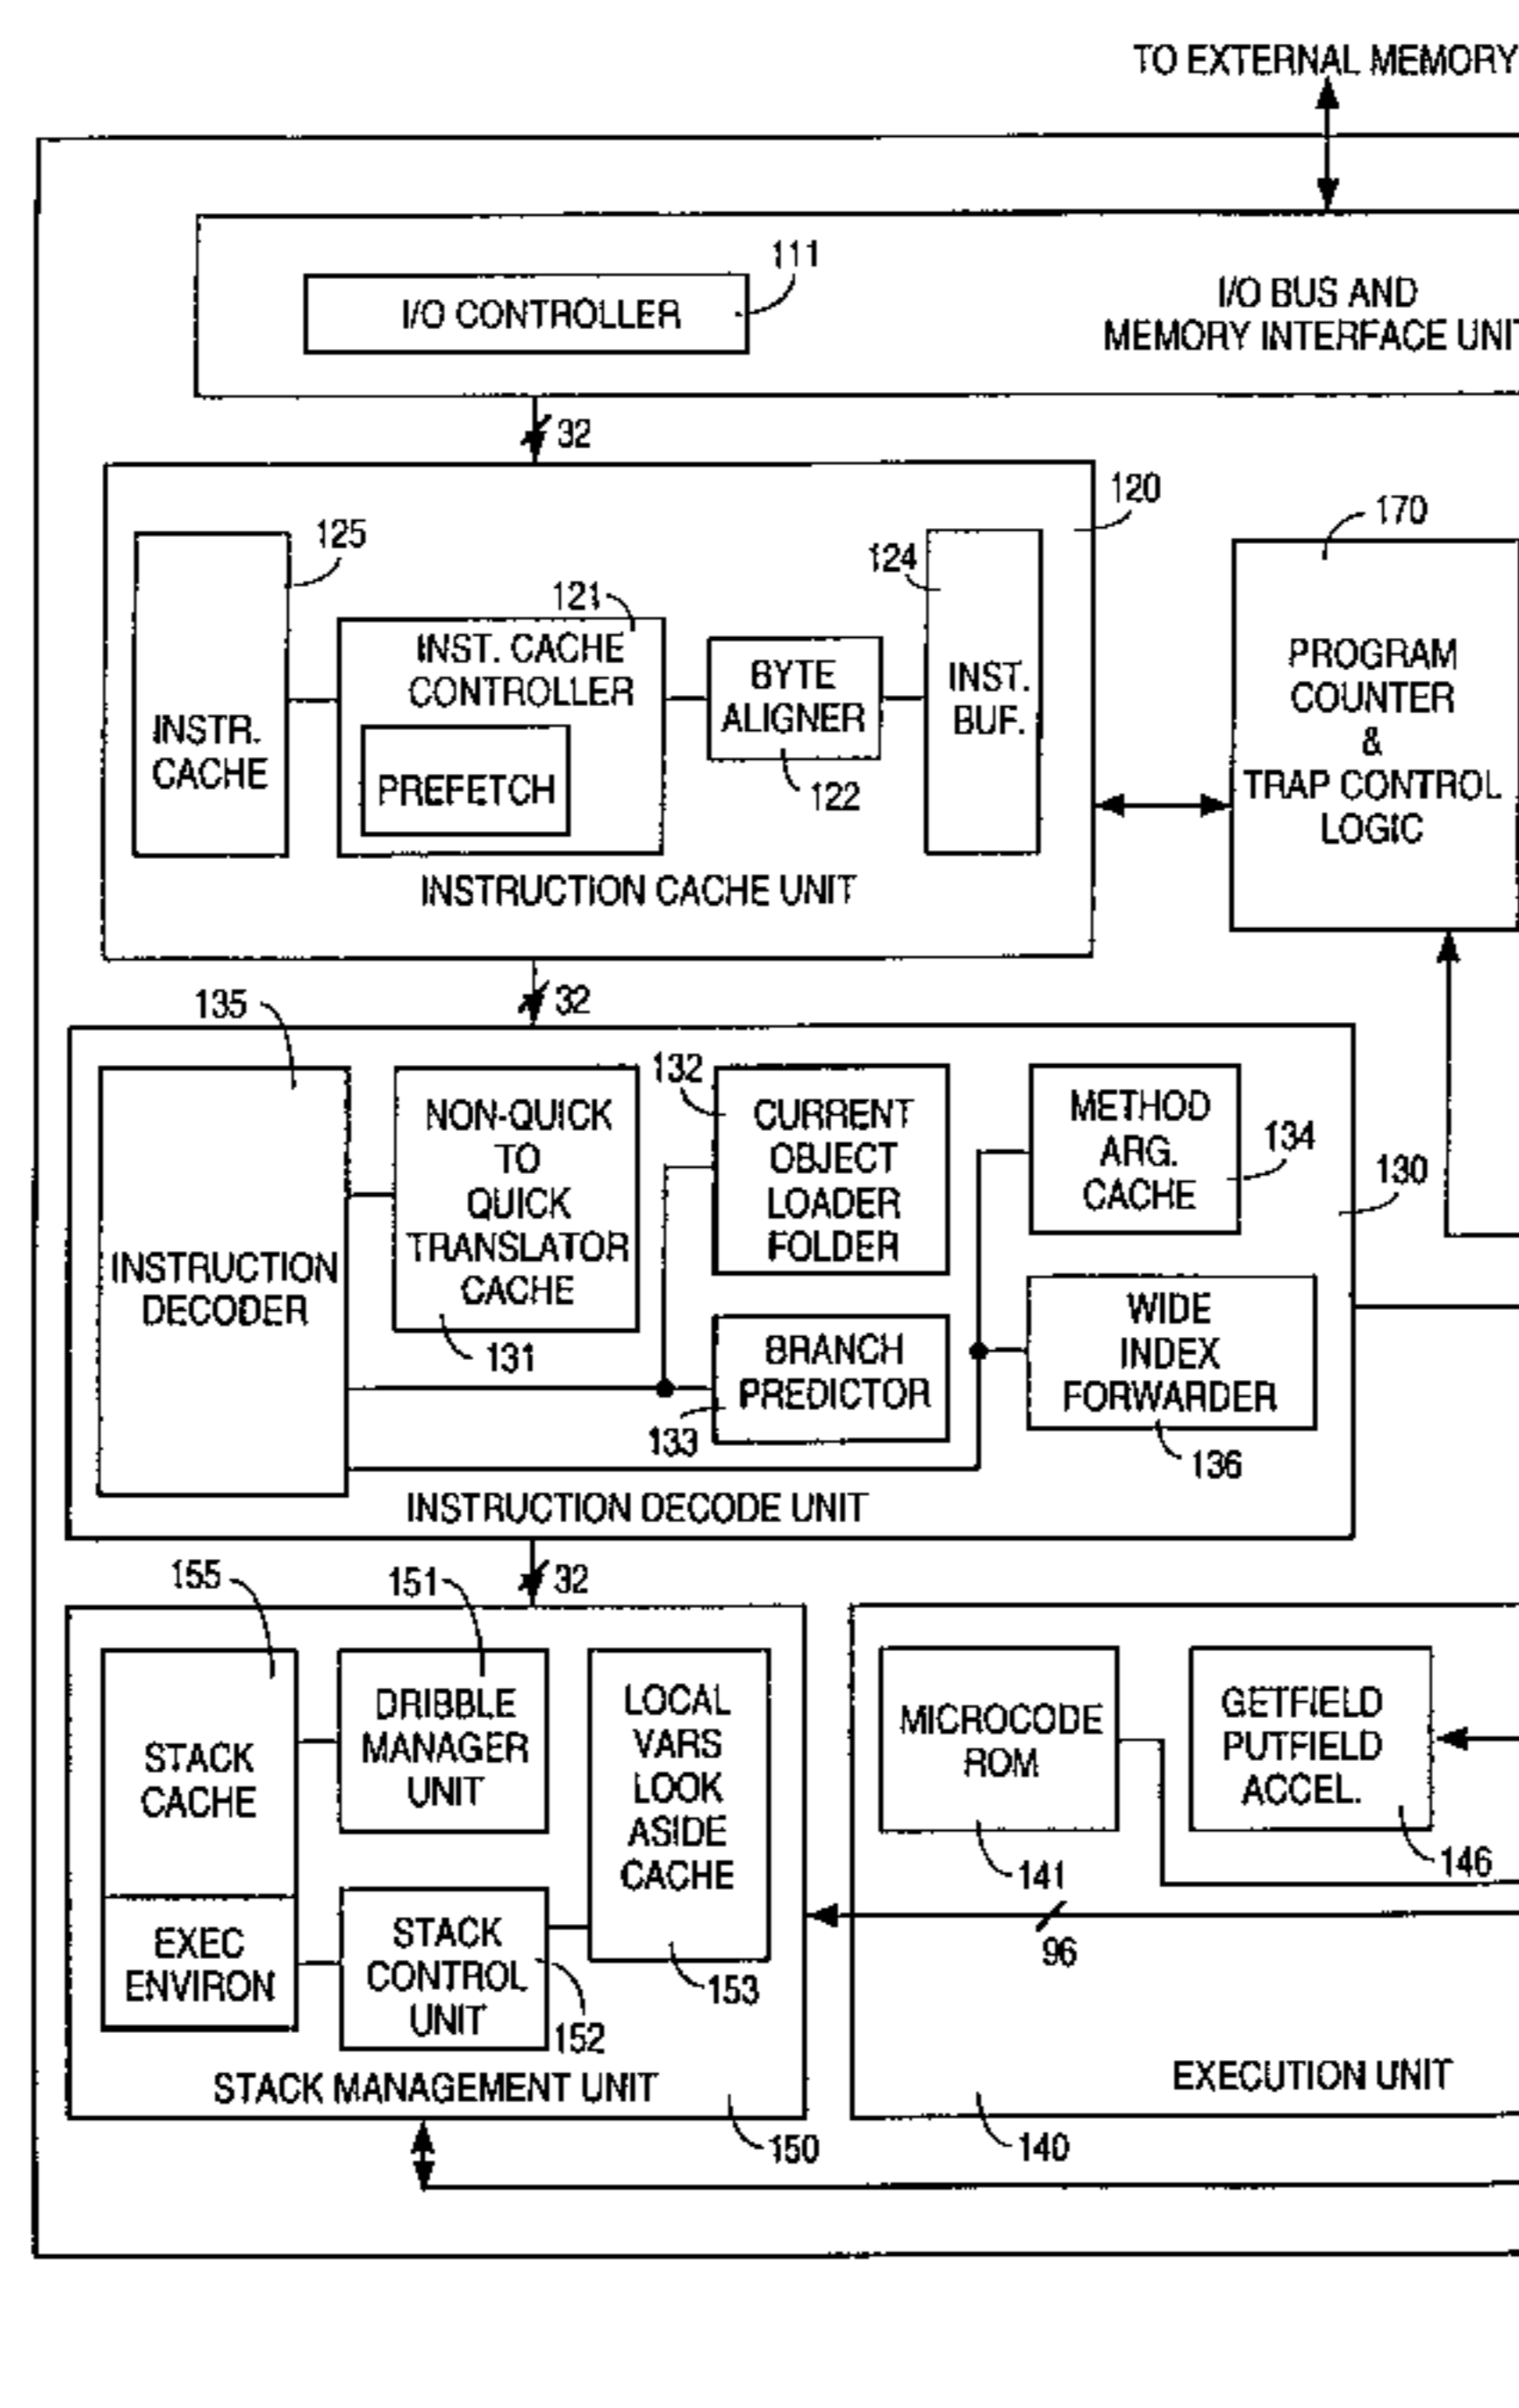 TO EXTERNAL MEMORY
111
I/O CONTROLLER
I/O BUS AND
MEMORY INTERFACE UNIT
32
120
170
125
124
121
INST. CACHE
CONTROLLER
PREFETCH
INSTR.
CACHE
BYTE
ALIGNER
122
INST.
BUF.
PROGRAM
COUNTER
&
TRAP CONTROL
LOGIC
INSTRUCTION CACHE UNIT
32
135
INSTRUCTION
DECODER
NON-QUICK
TO
QUICK
TRANSLATOR
CACHE
131
132
CURRENT
OBJECT
LOADER
FOLDER
METHOD
ARG.
CACHE
134
130
BRANCH
PREDICTOR
133
WIDE
INDEX
FORWARDER
136
INSTRUCTION DECODE UNIT
32
155
151
STACK
CACHE
EXEC
ENVIRON
DRIBBLE
MANAGER
UNIT
LOCAL
VARS
LOOK
ASIDE
CACHE
153
STACK
CONTROL
UNIT
152
STACK MANAGEMENT UNIT
150
MICROCODE
ROM
141
GETFIELD
PUTFIELD
ACCEL.
146
96
EXECUTION UNIT
140